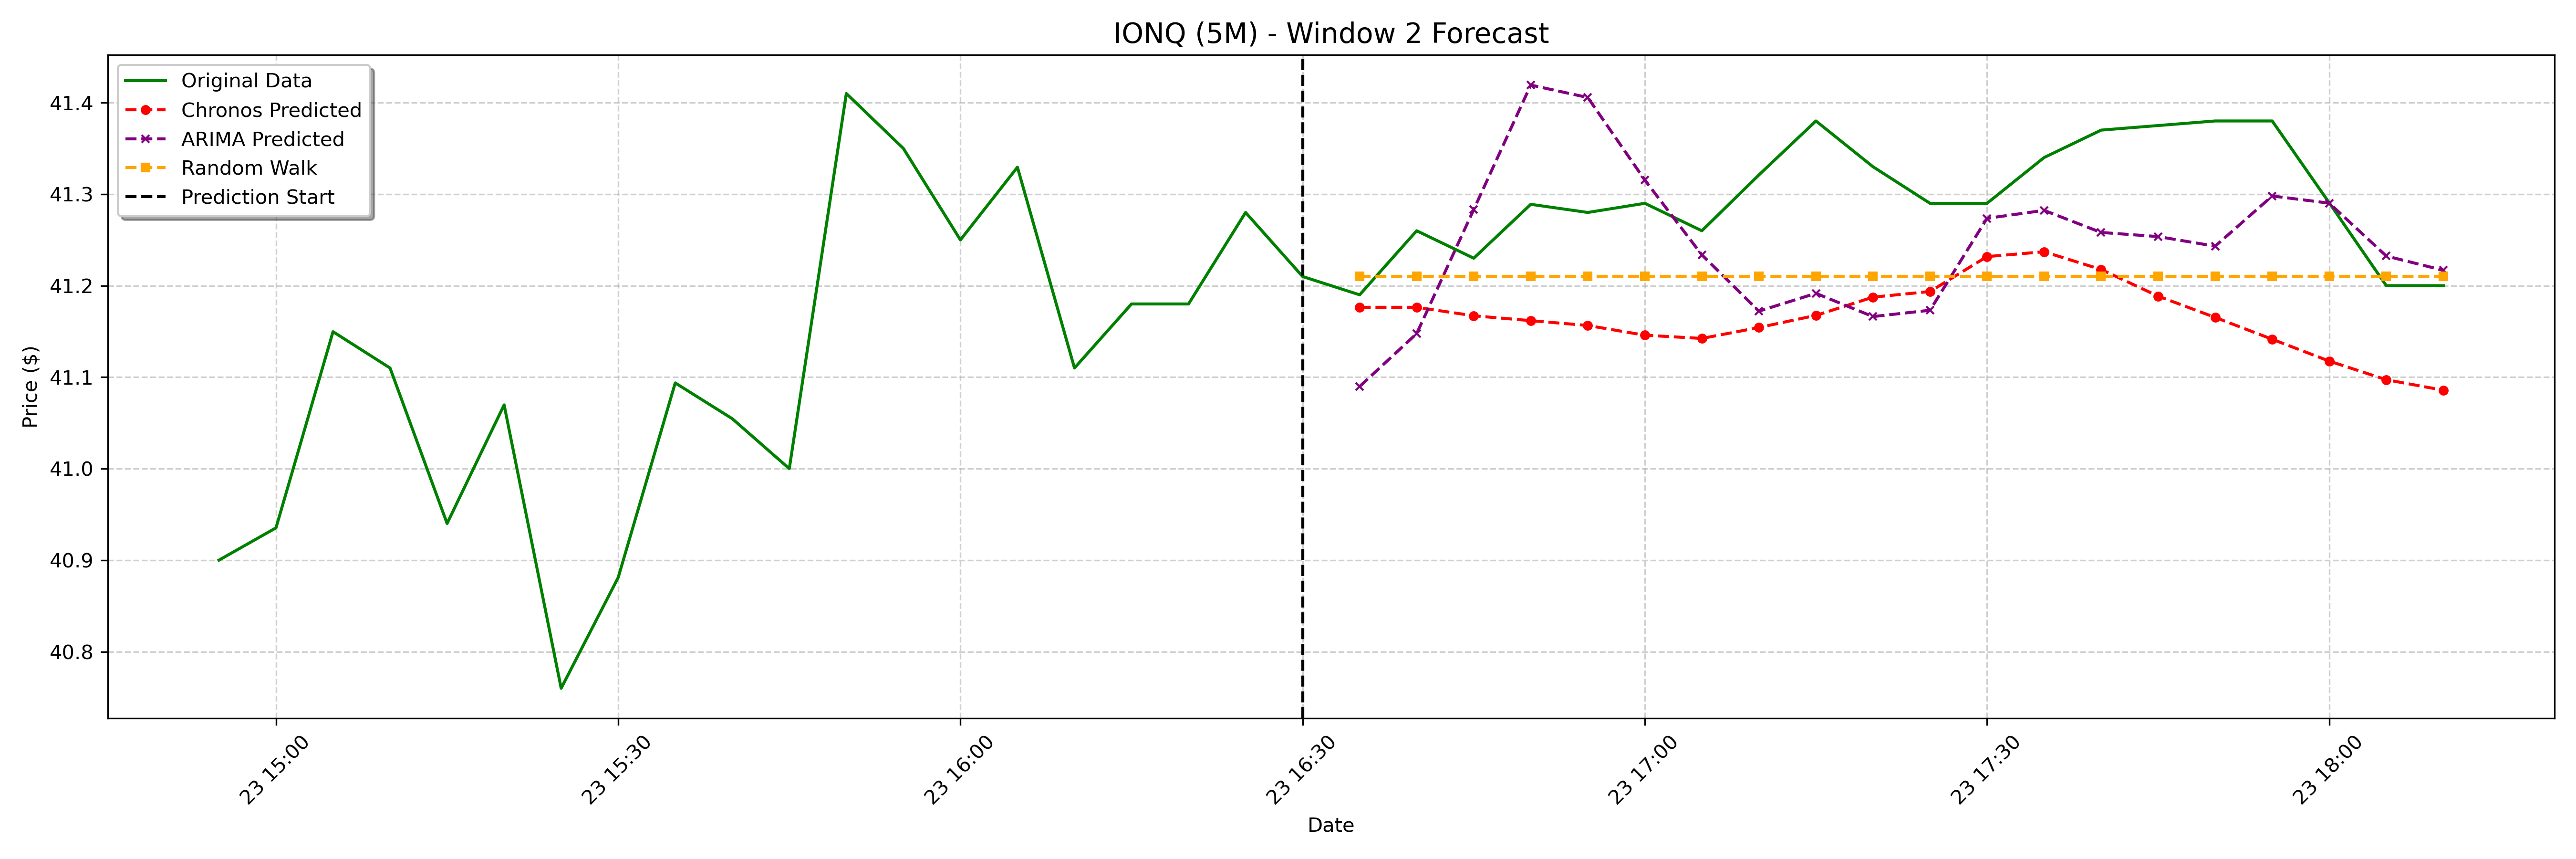 IONQ (5M) - Window 2 Forecast
Original Data
Chronos Predicted
ARIMA Predicted
Random Walk
Prediction Start
41.4
41.3
41.2
41.1
41.0
40.9
40.8
Price ($)
23 15:00
23 15:30
23 16:00
23 16:30
23 17:00
23 17:30
23 18:00
Date